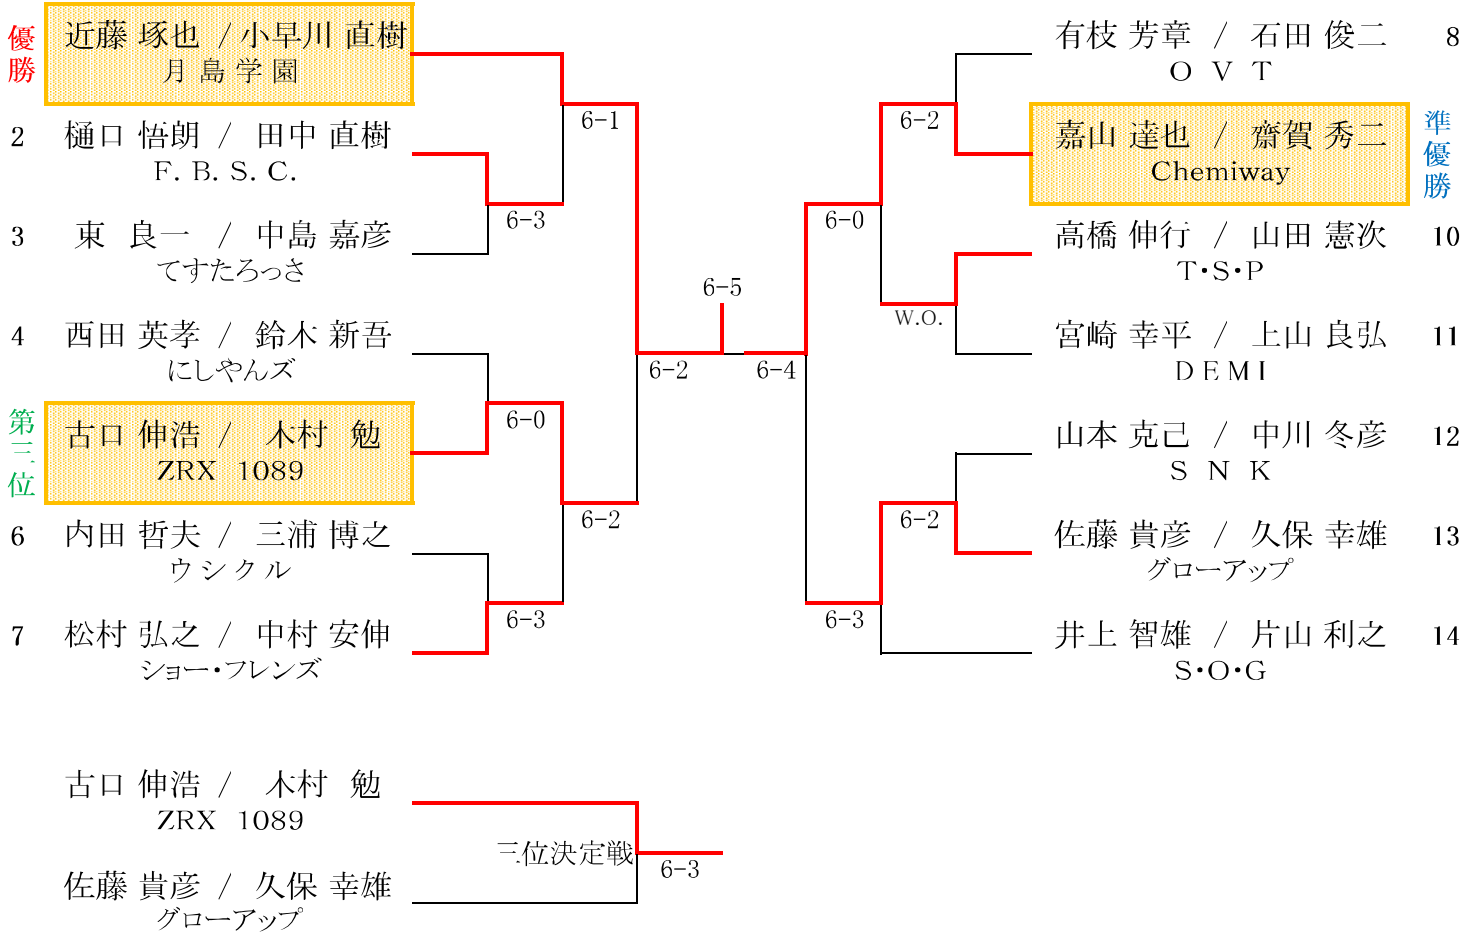 優勝
近藤 琢也 / 小早川 直樹
月 島 学 園
2 樋口 悟朗 / 田中 直樹
F. B. S. C.
3 東 良一 / 中島 嘉彦
てすたろっさ
4 西田 英孝 / 鈴木 新吾
にしやんズ
第三位
古口 伸浩 / 木村 勉
ZRX 1089
6 内田 哲夫 / 三浦 博之
ウシクル
7 松村 弘之 / 中村 安伸
ショー・フレンズ
6-1
6-3
6-0
6-2
6-3
6-2
6-5
6-4
6-2
6-0
W.O.
6-2
6-3
有枝 芳章 / 石田 俊二 8
O V T
嘉山 達也 / 齋賀 秀二
Chemiway
準優勝
高橋 伸行 / 山田 憲次 10
T・S・P
宮崎 幸平 / 上山 良弘 11
D E M I
山本 克己 / 中川 冬彦 12
S N K
佐藤 貴彦 / 久保 幸雄 13
グローアップ
井上 智雄 / 片山 利之 14
S・O・G
古口 伸浩 / 木村 勉
ZRX 1089
三位決定戦
6-3
佐藤 貴彦 / 久保 幸雄
グローアップ